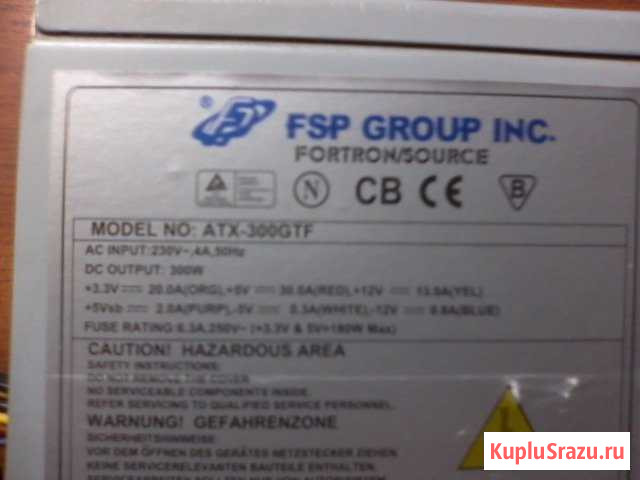 ® FSP GROUP INC.
FORTRON/SOURCE
N CB CE B
MODEL NO: ATX-300GTF
AC INPUT:230V~,4A,50Hz
DC OUTPUT: 300W
+3.3V 20.0A(ORG),+5V 30.0A(RED),+12V 13.0A(YEL)
+5Vsb 2.0A(PURP),-5V 0.3A(WHITE)-12V 0.8A(BLUE)
FUSE RATING:6.3A,250V~ (+3.3V & 5V=180W Max)
CAUTION! HAZARDOUS AREA
SAFETY INSTRUCTIONS:
DO NOT REMOVE THE COVER
NO SERVICEABLE COMPONENTS INSIDE.
REFER SERVICING TO QUALIFIED SERVICE PERSONNEL.
WARNUNG! GEFAHRENZONE
SICHERHEITSHINWEISE:
VOR DEM ÖFFNEN DES GERÄTES NETZSTECKER ZIEHEN
KEINE SERVICERELEVANTEN BAUTEILE ENTHALTEN.
KupluSrazu.ru